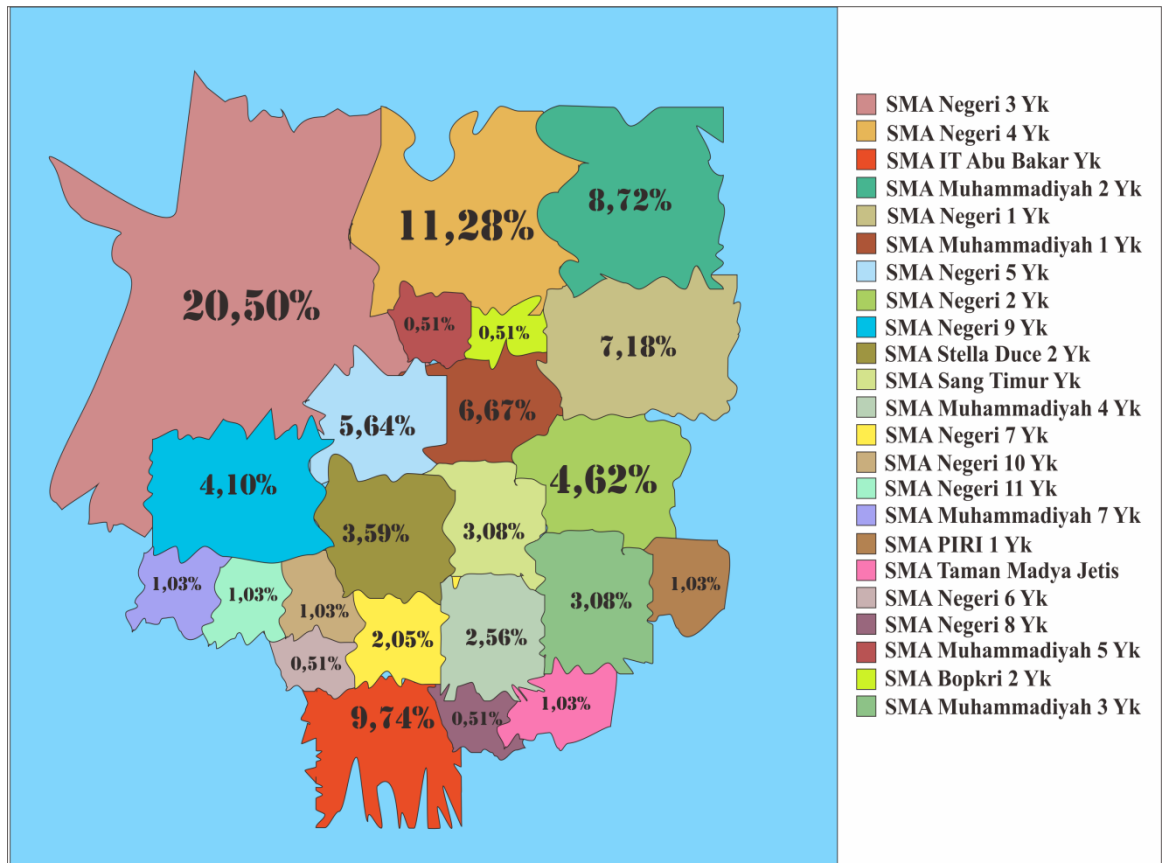 8,72%
11,28%
20,50%
0,51%
0,51%
7,18%
6,67%
5,64%
4,62%
4,10%
3,59%
3,08%
1,03%
1,03%
1,03%
2,05%
2,56%
3,08%
1,03%
0,51%
9,74%
0,51%
1,03%
SMA Negeri 3 Yk
SMA Negeri 4 Yk
SMA IT Abu Bakar Yk
SMA Muhammadiyah 2 Yk
SMA Negeri 1 Yk
SMA Muhammadiyah 1 Yk
SMA Negeri 5 Yk
SMA Negeri 2 Yk
SMA Negeri 9 Yk
SMA Stella Duce 2 Yk
SMA Sang Timur Yk
SMA Muhammadiyah 4 Yk
SMA Negeri 7 Yk
SMA Negeri 10 Yk
SMA Negeri 11 Yk
SMA Muhammadiyah 7 Yk
SMA PIRI 1 Yk
SMA Taman Madya Jetis
SMA Negeri 6 Yk
SMA Negeri 8 Yk
SMA Muhammadiyah 5 Yk
SMA Bopkri 2 Yk
SMA Muhammadiyah 3 Yk